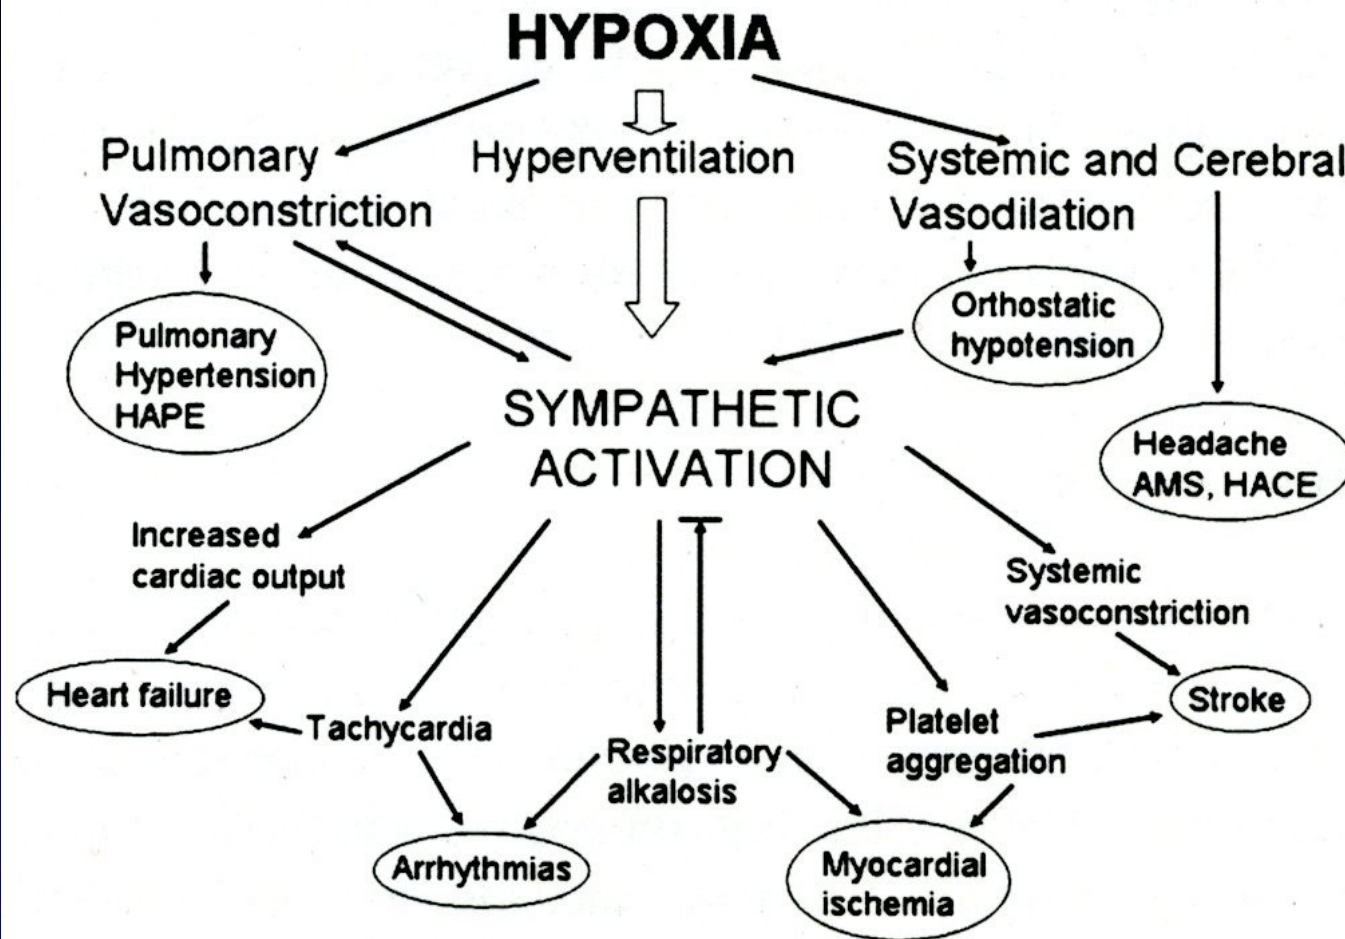 HYPOXIA
Pulmonary
Vasoconstriction
Hyperventilation
Systemic and Cerebral
Vasodilation
Pulmonary
Hypertension
HAPE
Orthostatic
hypotension
Headache
AMS, HACE
SYMPATHETIC
ACTIVATION
Increased
cardiac output
Systemic
vasoconstriction
Heart failure
Tachycardia
Respiratory
alkalosis
Platelet
aggregation
Stroke
Arrhythmias
Myocardial
ischemia